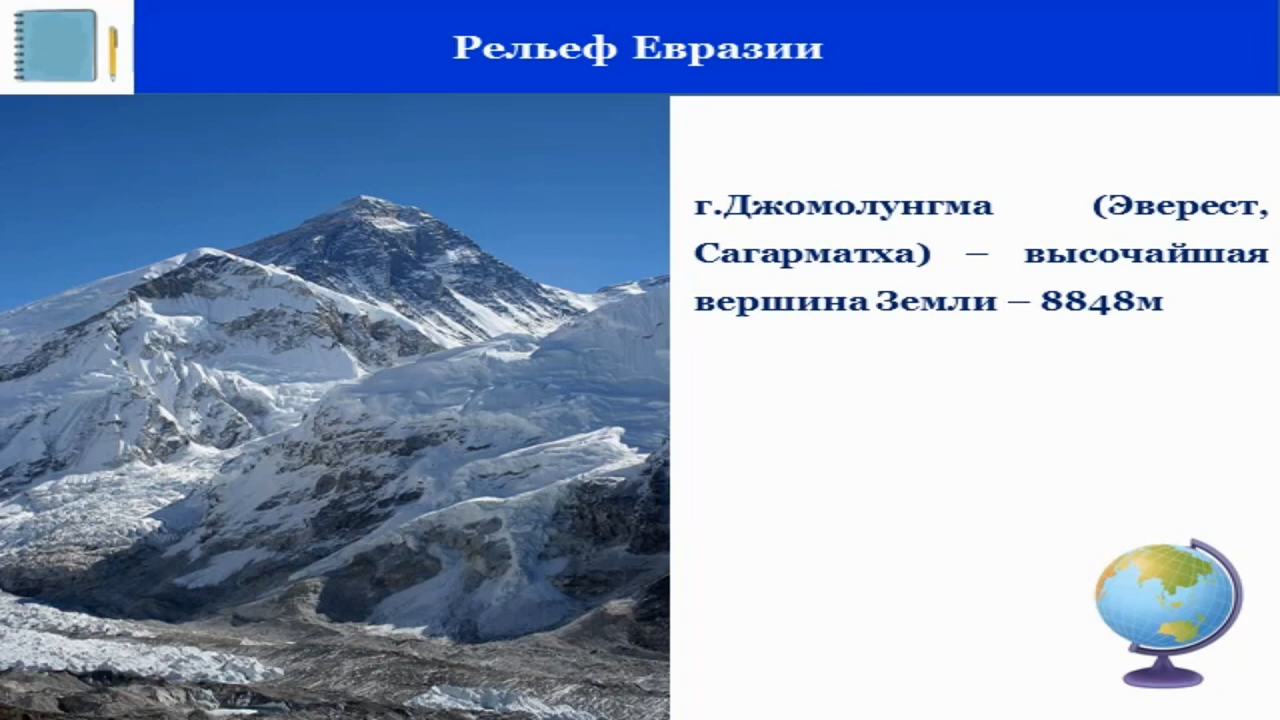 Рельеф Евразии
г.Джомолунгма (Эверест,
Сагарматха) – высочайшая
вершина Земли – 8848м